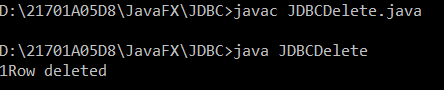 D:\21701A05D8\JavaFX\JDBC>javac JDBCDelete.java
D:\21701A05D8\JavaFX\JDBC>java JDBCDelete
1Row deleted